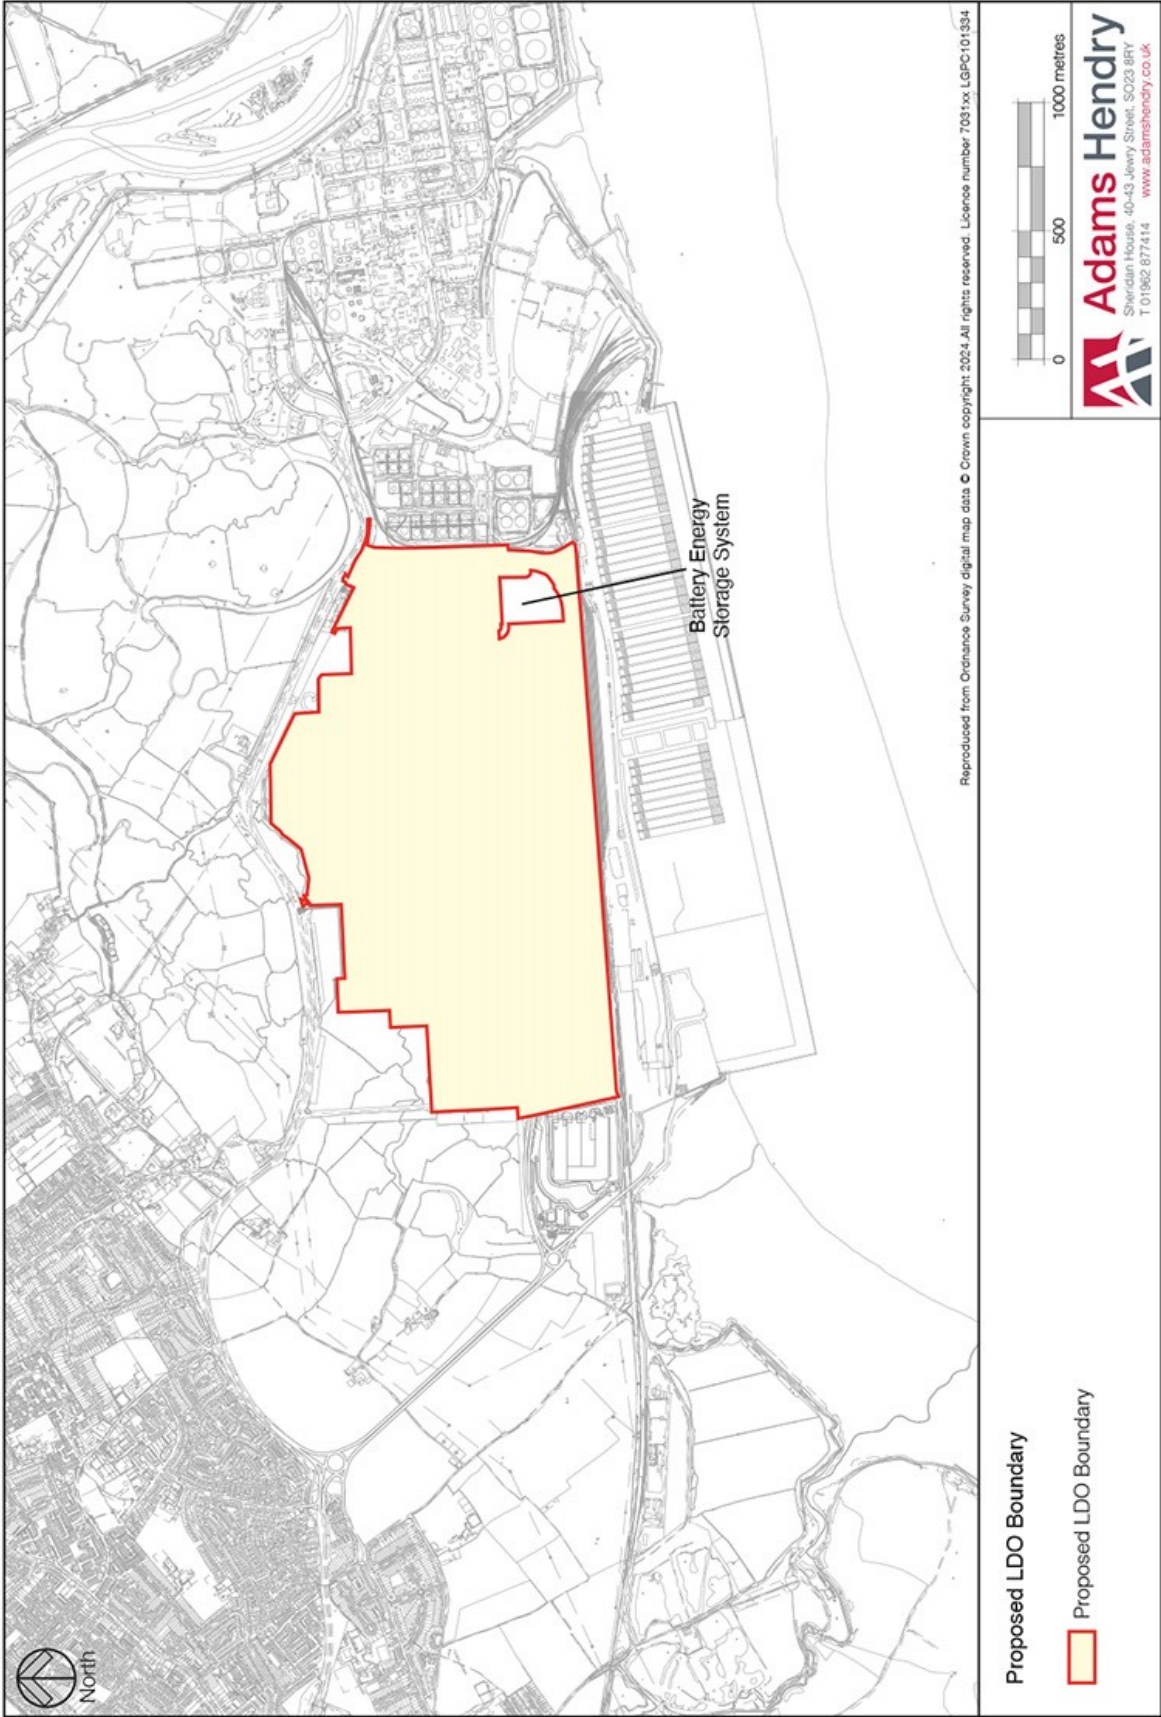 North
Battery Energy
Storage System
Reproduced from Ordnance Survey digital map data © Crown copyright 2024.All rights reserved. Licence number 7031xx LGPC101334
Proposed LDO Boundary
Proposed LDO Boundary
0
500
1000 metres
Adams Hendry
Sheridan House, 40-43 Jewry Street, SO23 8RY
T 01962 877414 www.adamshendry.co.uk